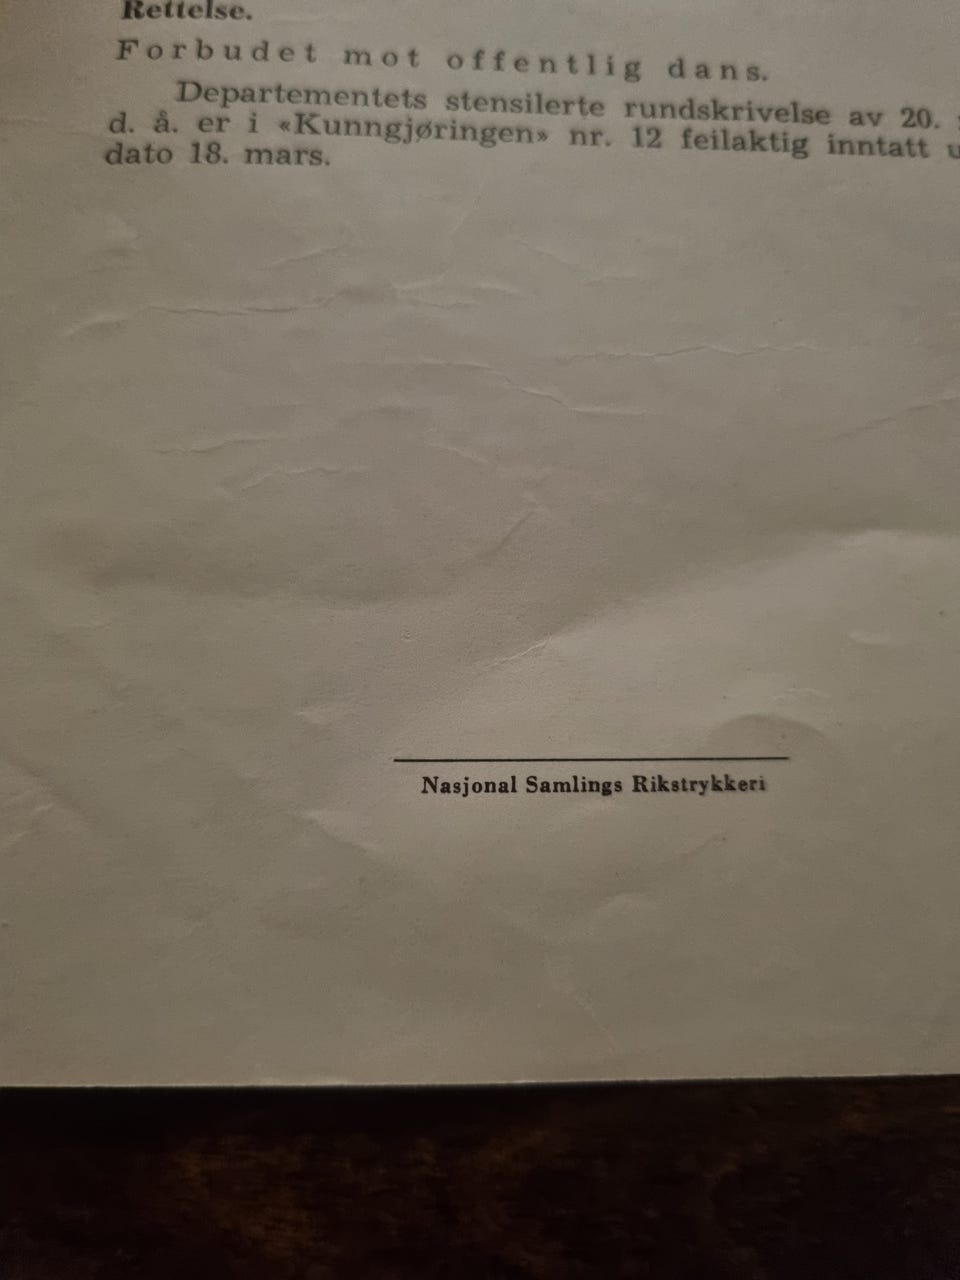 Rettelse.
Forbudet mot offentlig dans.
Departementets stensilerte rundskrivelse av 20.
d. å. er i «Kunngjøringen» nr. 12 feilaktig inntatt
dato 18. mars.
Nasjonal Samlings Rikstrykkeri